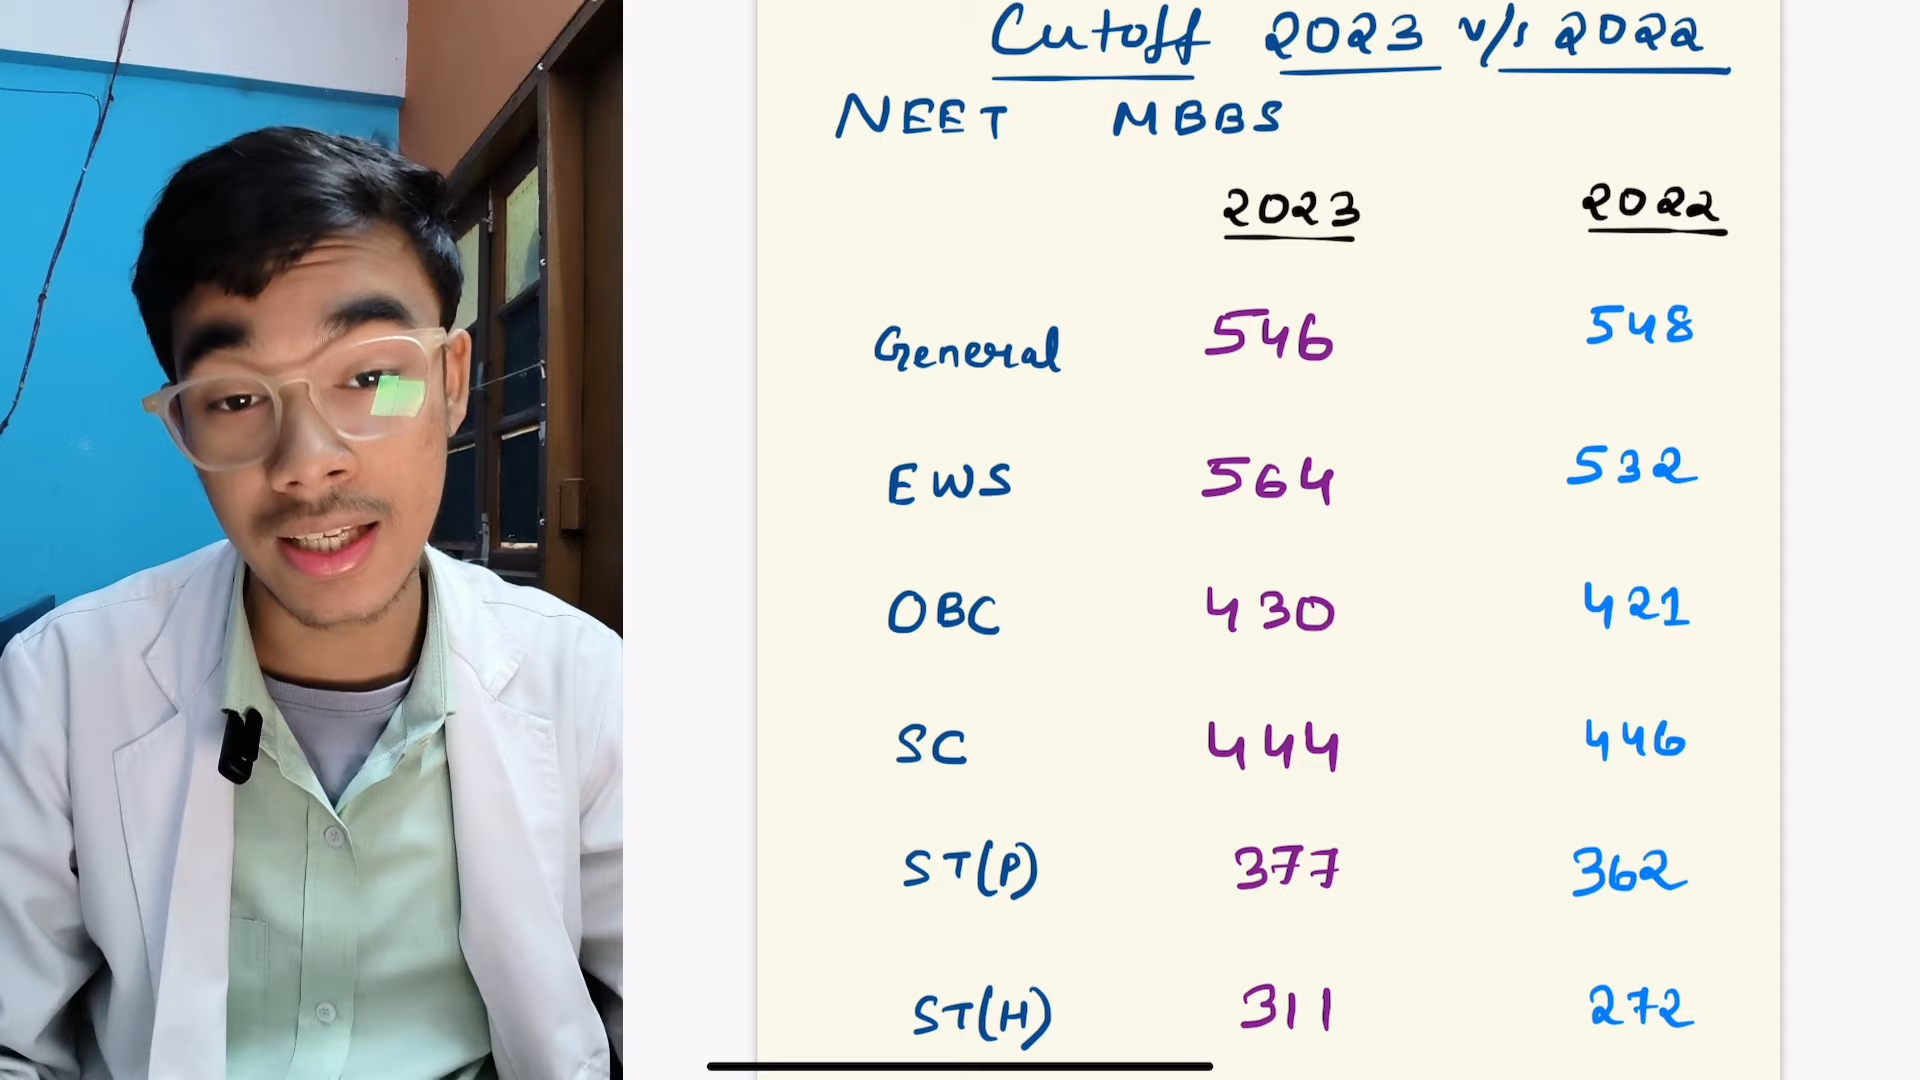 Cutoff 2023 v/s 2022
NEET MBBS
2023 2022
General 546 548
EWS 564 532
OBC 430 421
SC 444 446
ST(P) 377 362
ST(H) 311 272